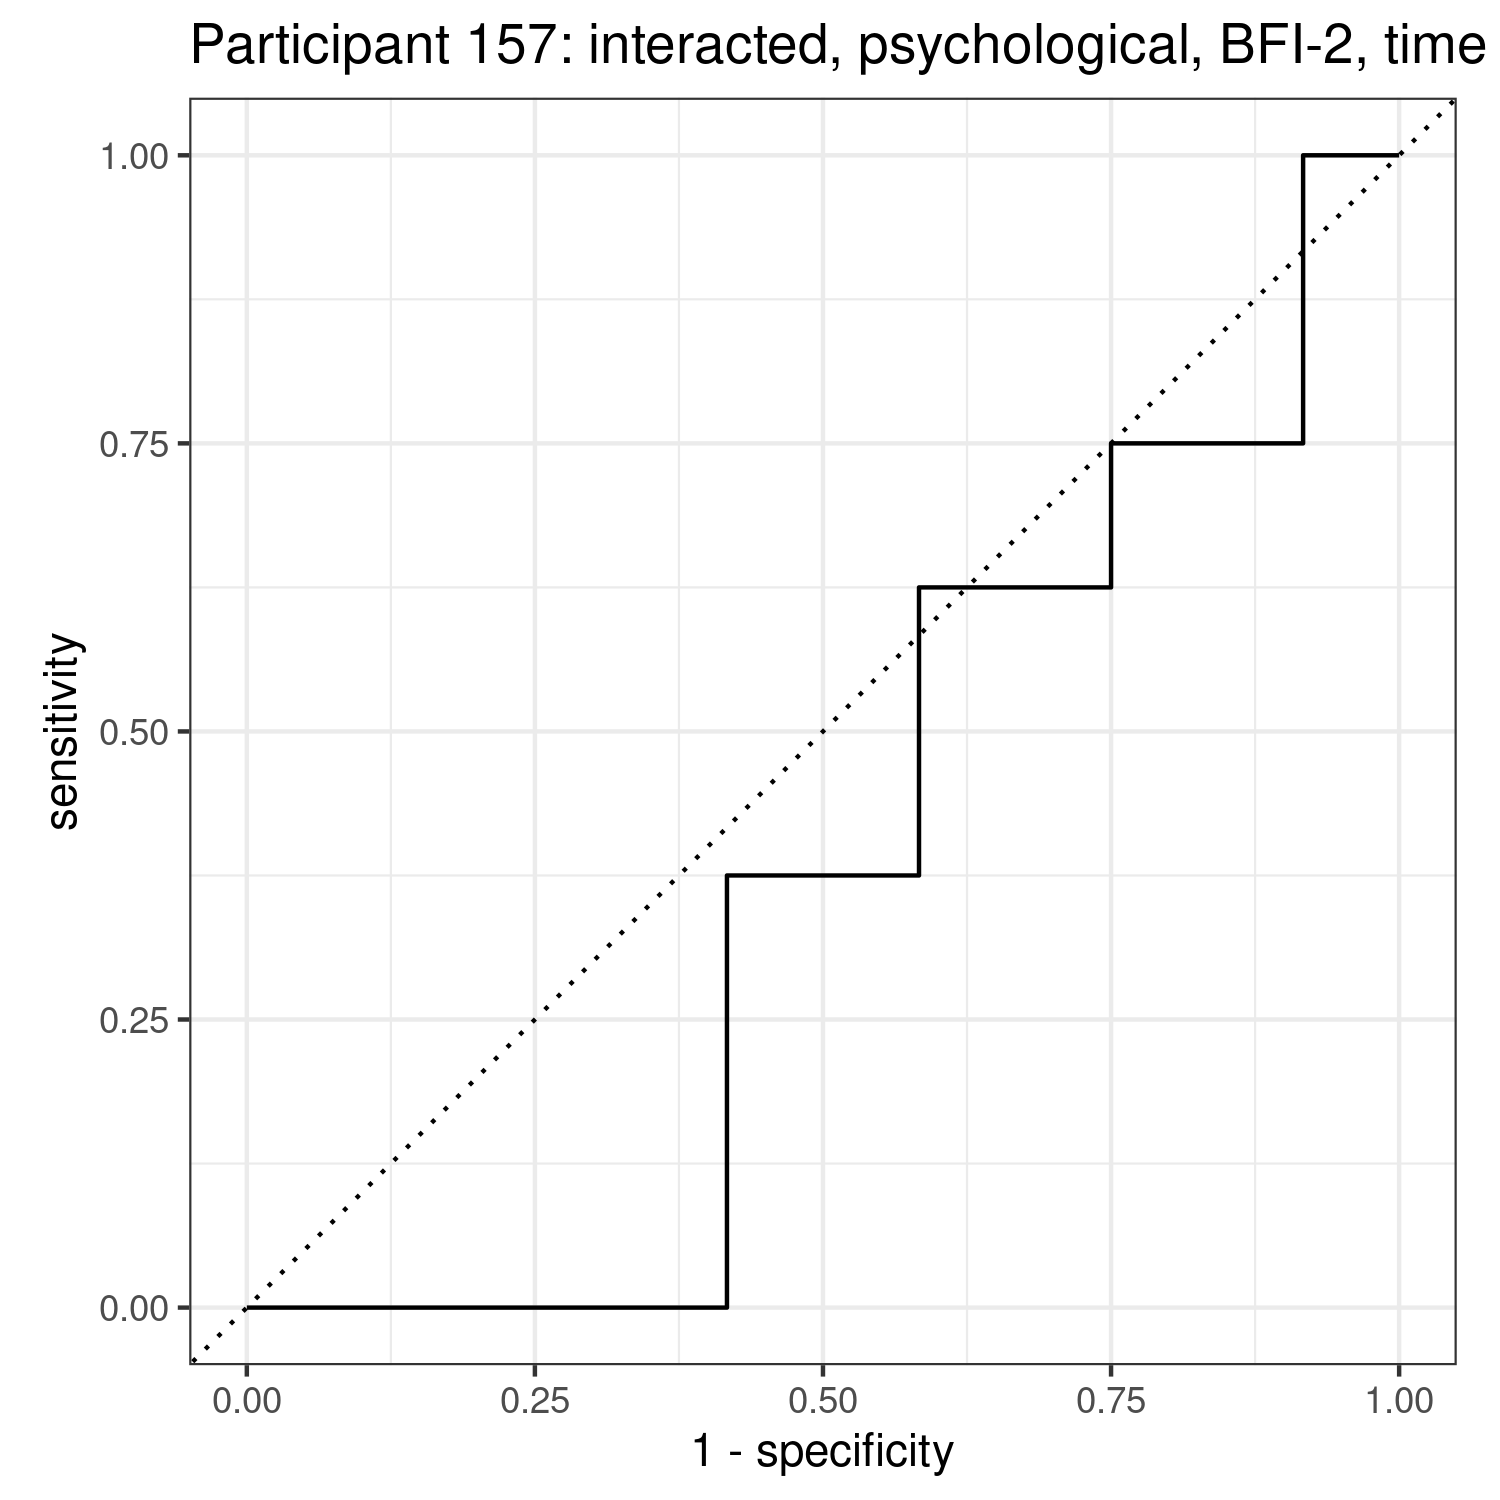 Participant 157: interacted, psychological, BFI-2, time
1.00
0.75
0.50
0.25
0.00
sensitivity
0.00 0.25 0.50 0.75 1.00
1 - specificity